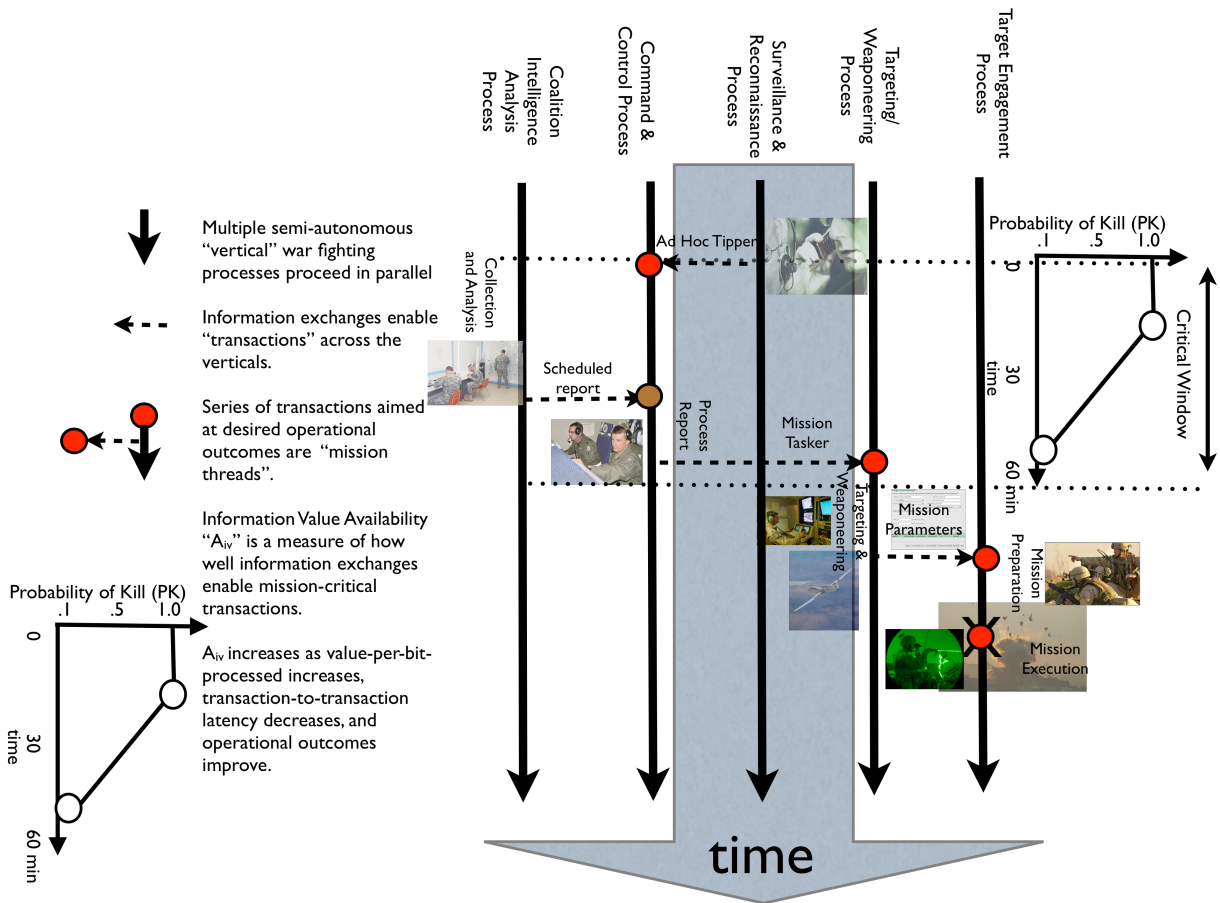 Coalition
Intelligence
Analysis
Process
Command &
Control Process
Surveillance &
Reconnaissance
Process
Targeting/
Weaponeering
Process
Target Engagement
Process
Multiple semi-autonomous
“vertical” war fighting
processes proceed in parallel
Information exchanges enable
“transactions” across the
verticals.
Series of transactions aimed
at desired operational
outcomes are “mission
threads”.
Information Value Availability
“Aiv” is a measure of how
well information exchanges
enable mission-critical
transactions.
Aiv increases as value-per-bit-
processed increases,
transaction-to-transaction
latency decreases, and
operational outcomes
improve.
Probability of Kill (PK)
.1 .5 1.0
0
30
time
60 min
Collection
and Analysis
Ad Hoc Tipper
Scheduled
report
Process
Report
Mission
Tasker
Targeting &
Weaponeering
Mission
Parameters
Mission
Preparation
Mission
Execution
Probability of Kill (PK)
.1 .5 1.0
0
30
time
60 min
Critical Window
time